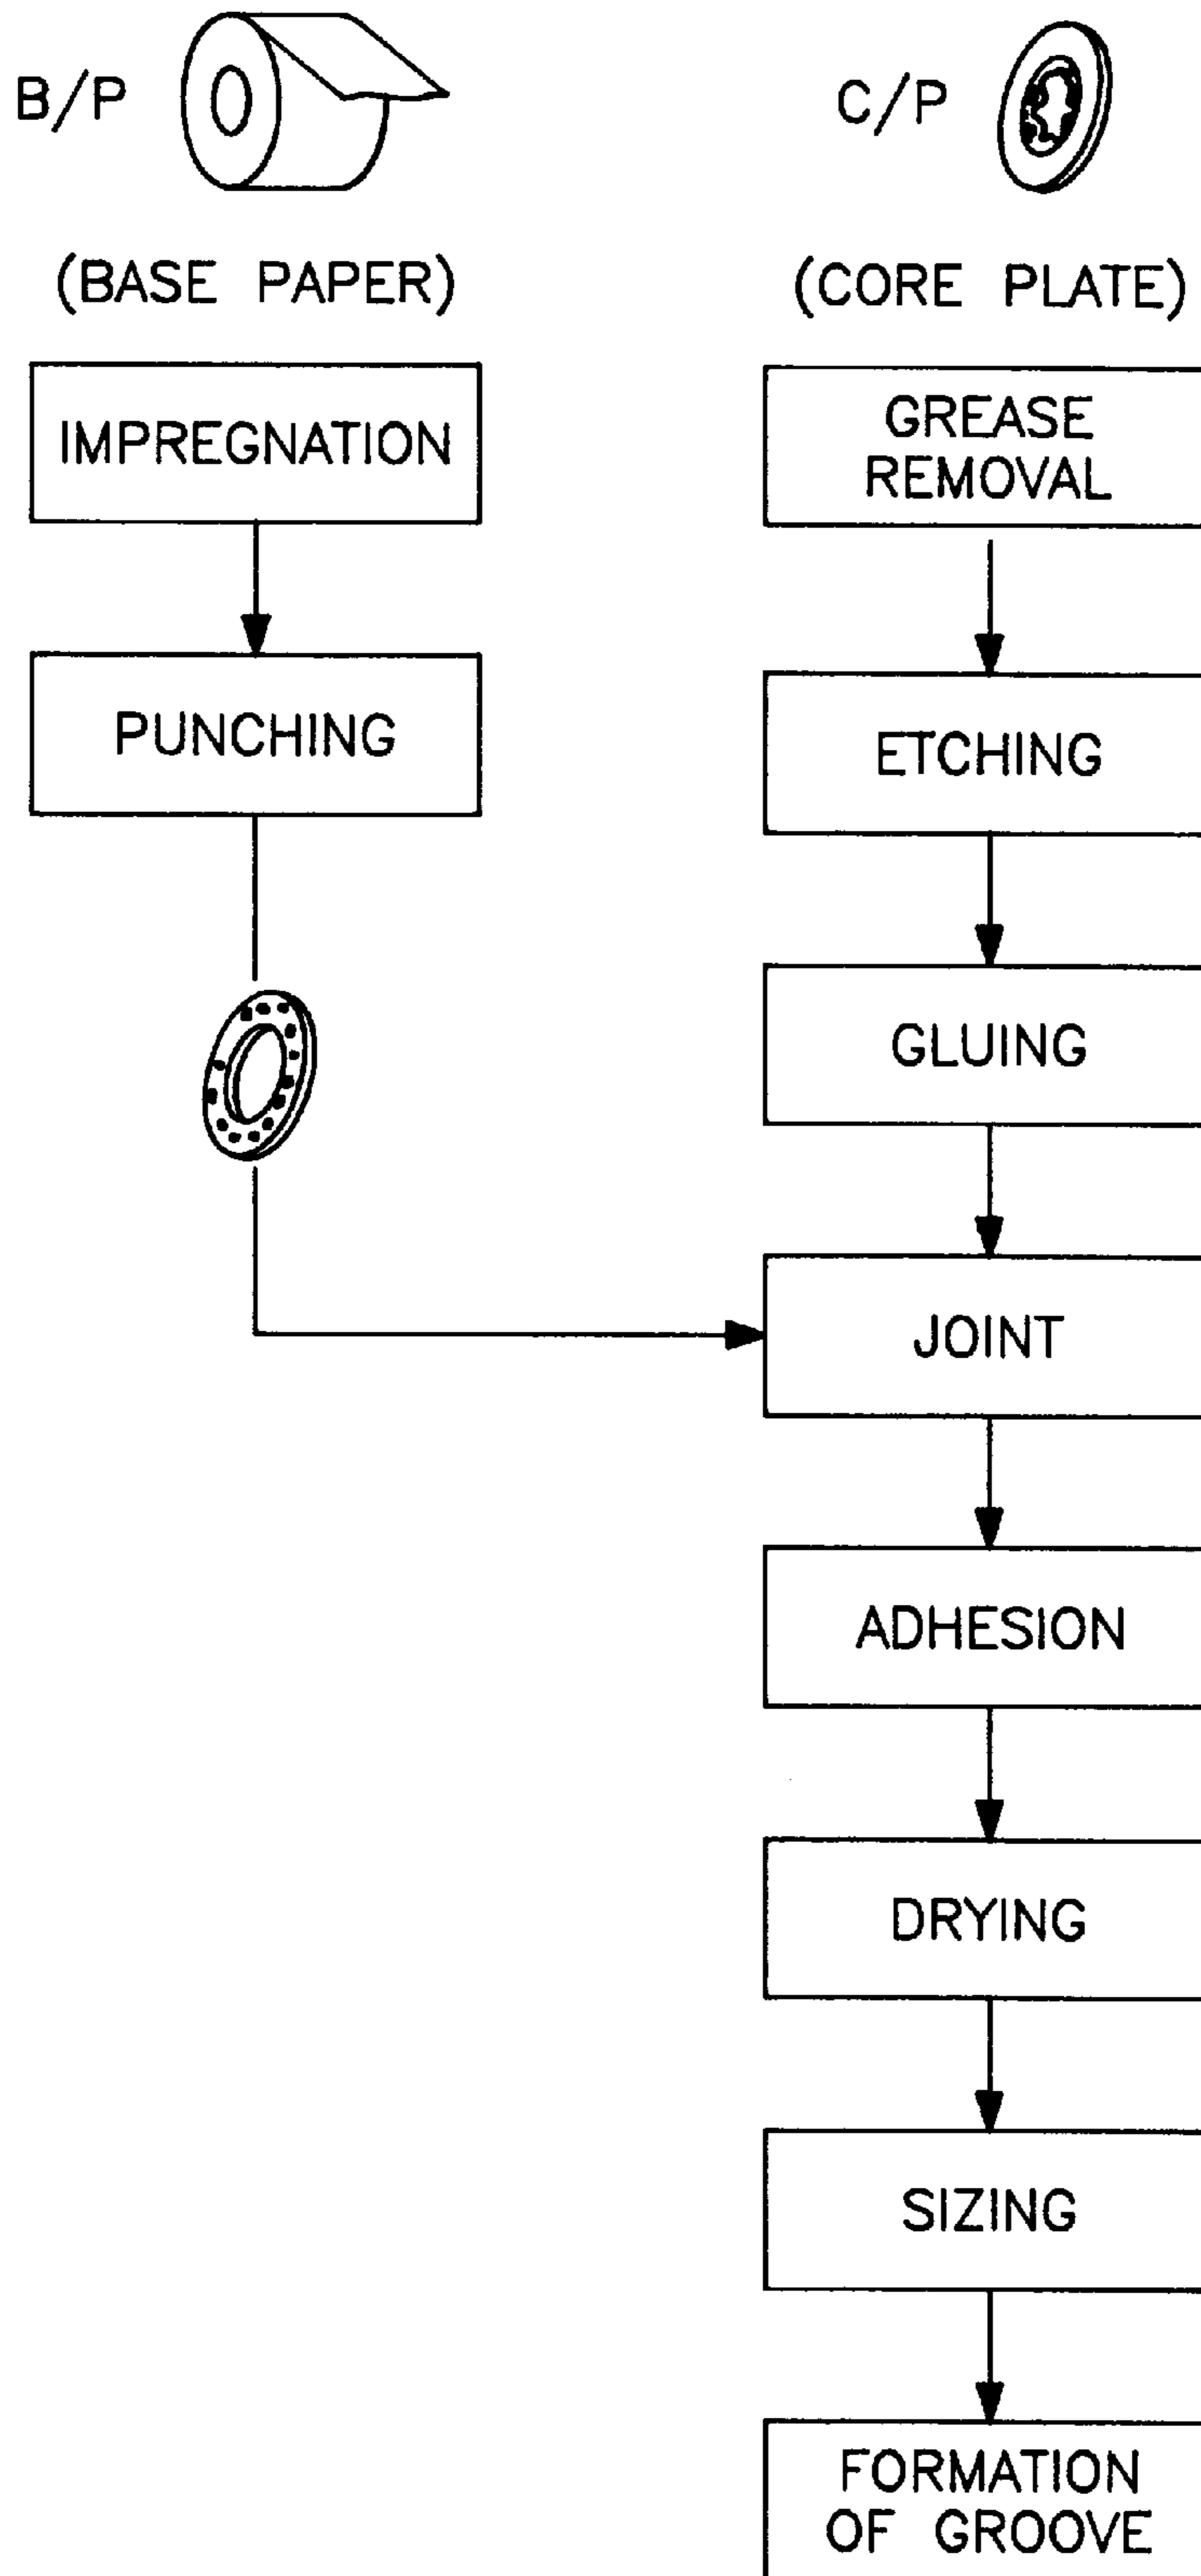 B/P
(BASE PAPER)
IMPREGNATION
PUNCHING
C/P
(CORE PLATE)
GREASE
REMOVAL
ETCHING
GLUING
JOINT
ADHESION
DRYING
SIZING
FORMATION
OF GROOVE